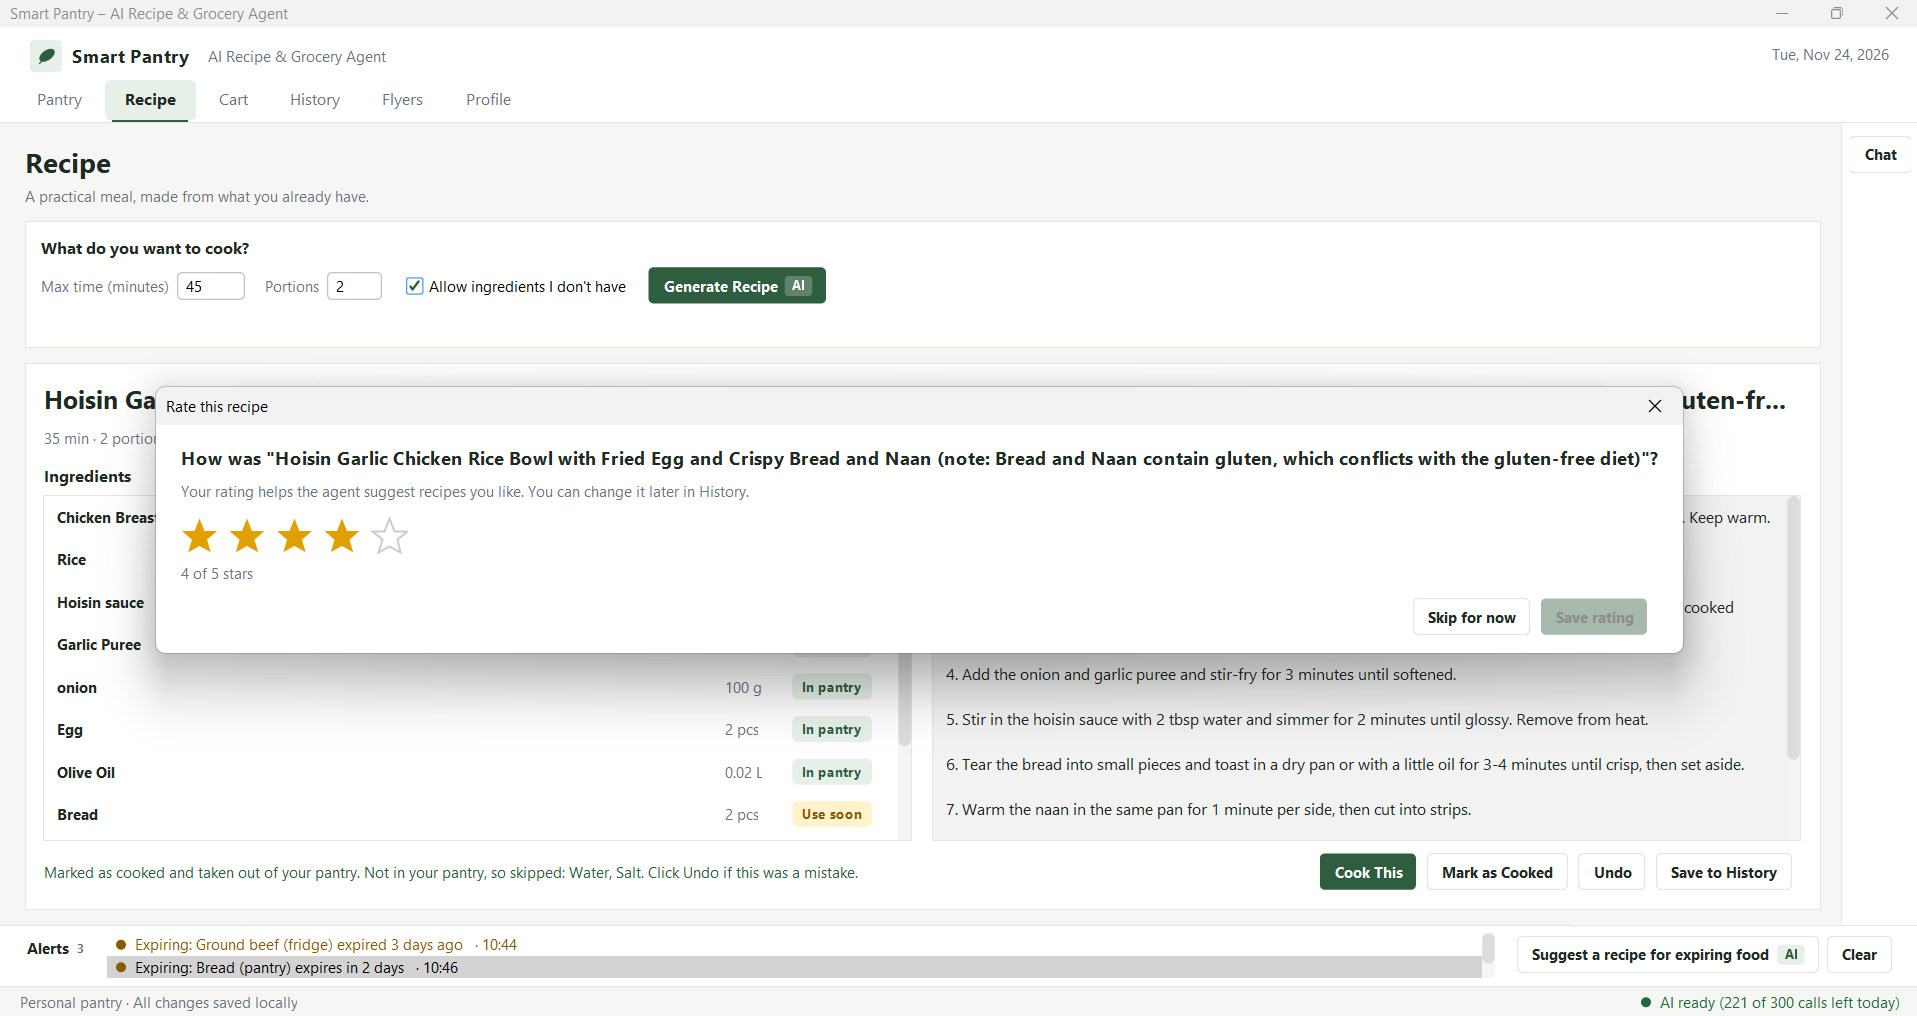 Smart Pantry – AI Recipe & Grocery Agent
Smart Pantry AI Recipe & Grocery Agent
Tue, Nov 24, 2026
Pantry Recipe Cart History Flyers Profile
Recipe
A practical meal, made from what you already have.
Chat
What do you want to cook?
Max time (minutes) 45 Portions 2 Allow ingredients I don't have Generate Recipe AI
Hoisin Ga
uten-fr...
35 min · 2 portion
Ingredients
Rate this recipe
How was "Hoisin Garlic Chicken Rice Bowl with Fried Egg and Crispy Bread and Naan (note: Bread and Naan contain gluten, which conflicts with the gluten-free diet)"?
Your rating helps the agent suggest recipes you like. You can change it later in History.
4 of 5 stars
Skip for now Save rating
Chicken Breast
Rice
Hoisin sauce
Garlic Puree
onion 100 g In pantry
Egg 2 pcs In pantry
Olive Oil 0.02 L In pantry
Bread 2 pcs Use soon
. Keep warm.
cooked
4. Add the onion and garlic puree and stir-fry for 3 minutes until softened.
5. Stir in the hoisin sauce with 2 tbsp water and simmer for 2 minutes until glossy. Remove from heat.
6. Tear the bread into small pieces and toast in a dry pan or with a little oil for 3-4 minutes until crisp, then set aside.
7. Warm the naan in the same pan for 1 minute per side, then cut into strips.
Marked as cooked and taken out of your pantry. Not in your pantry, so skipped: Water, Salt. Click Undo if this was a mistake.
Cook This Mark as Cooked Undo Save to History
Alerts 3
Expiring: Ground beef (fridge) expired 3 days ago · 10:44
Expiring: Bread (pantry) expires in 2 days · 10:46
Suggest a recipe for expiring food AI Clear
Personal pantry · All changes saved locally
AI ready (221 of 300 calls left today)